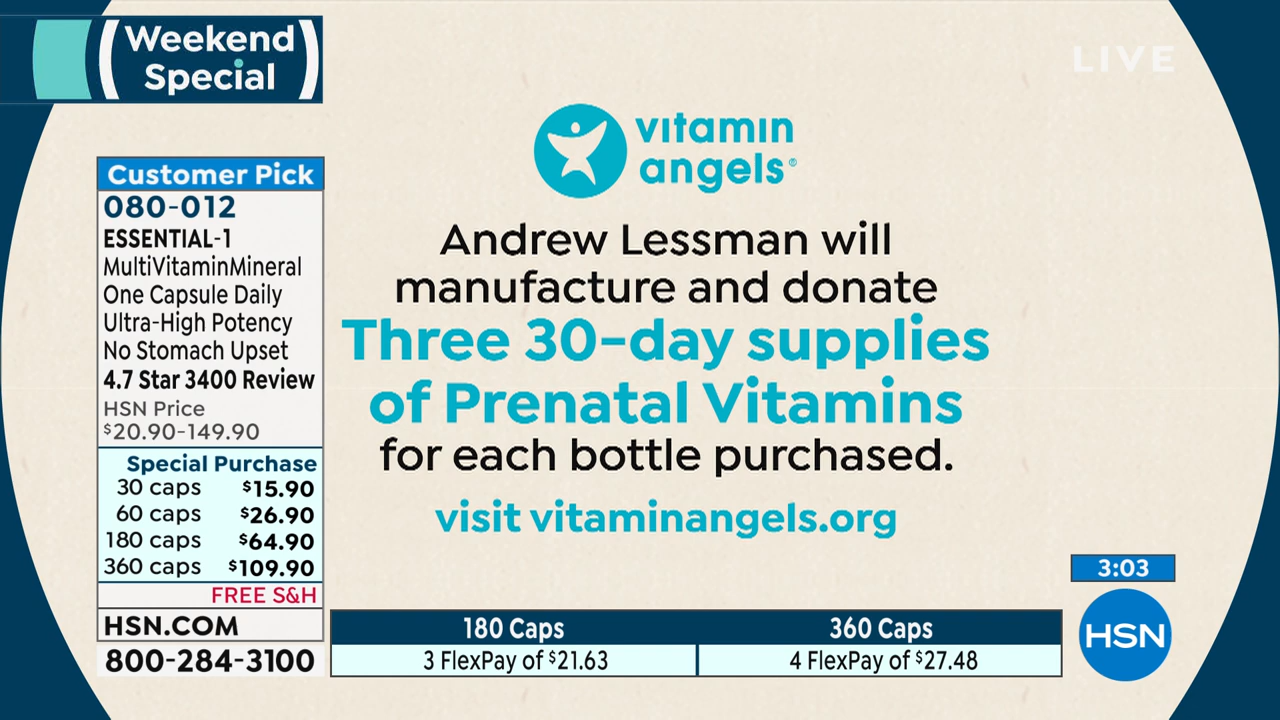 Weekend
Special
LIVE
vitamin
angels®
Customer Pick
080-012
ESSENTIAL-1
MultiVitaminMineral
One Capsule Daily
Ultra-High Potency
No Stomach Upset
4.7 Star 3400 Review
HSN Price
$20.90-149.90
Special Purchase
30 caps $15.90
60 caps $26.90
180 caps $64.90
360 caps $109.90
FREE S&H
HSN.COM
800-284-3100
Andrew Lessman will
manufacture and donate
Three 30-day supplies
of Prenatal Vitamins
for each bottle purchased.
visit vitaminangels.org
180 Caps 360 Caps
3 FlexPay of $21.63 4 FlexPay of $27.48
3:03
HSN